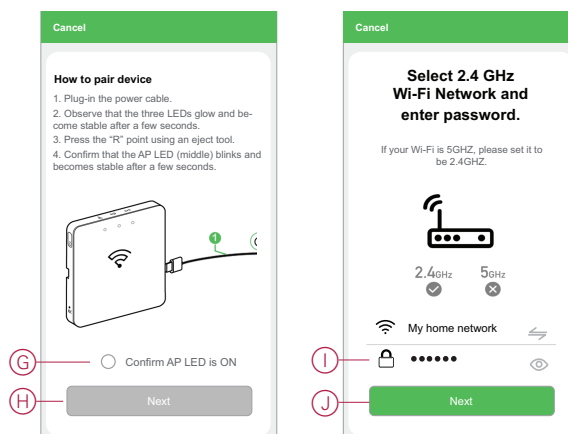 Cancel
How to pair device
1. Plug-in the power cable.
2. Observe that the three LEDs glow and be-
come stable after a few seconds.
3. Press the “R” point using an eject tool.
4. Confirm that the AP LED (middle) blinks and
becomes stable after a few seconds.
1
G
Confirm AP LED is ON
H
Next
Cancel
Select 2.4 GHz
Wi-Fi Network and
enter password.
If your Wi-Fi is 5GHZ, please set it to
be 2.4GHZ.
2.4GHz 5GHz
My home network
I
••••••
J
Next